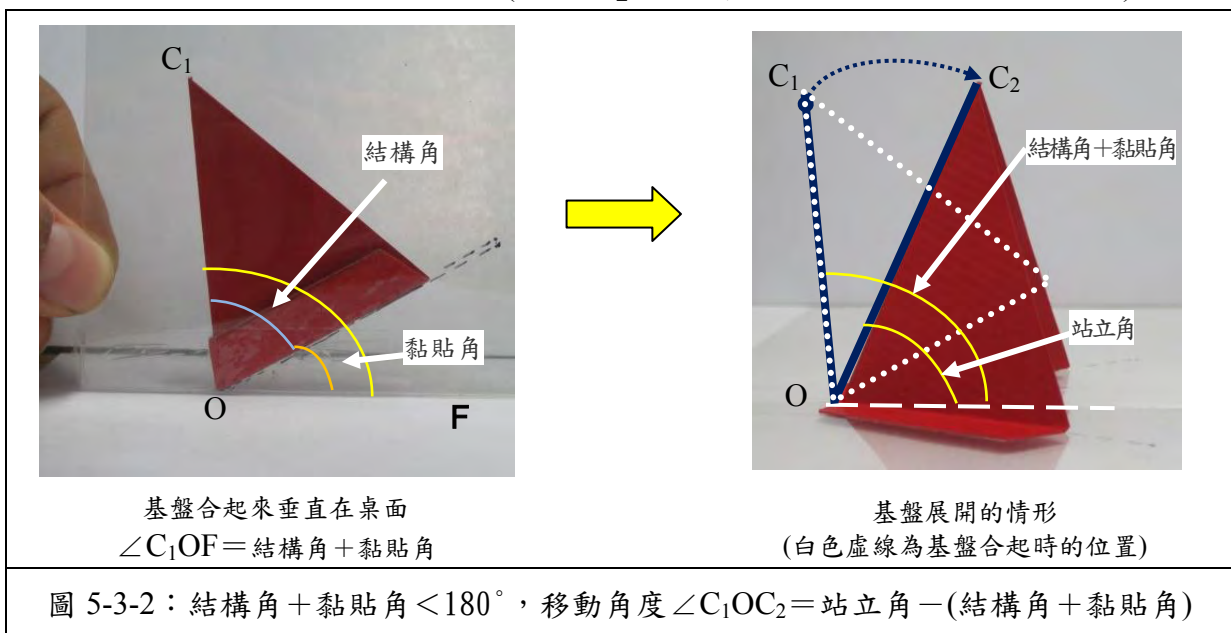 C1
結構角
黏貼角
O
F
C1
C2
結構角＋黏貼角
站立角
O
基盤合起來垂直在桌面
∠C1OF＝結構角＋黏貼角
基盤展開的情形
(白色虛線為基盤合起時的位置)
圖 5-3-2：結構角＋黏貼角＜180°，移動角度∠C1OC2＝站立角－(結構角＋黏貼角)